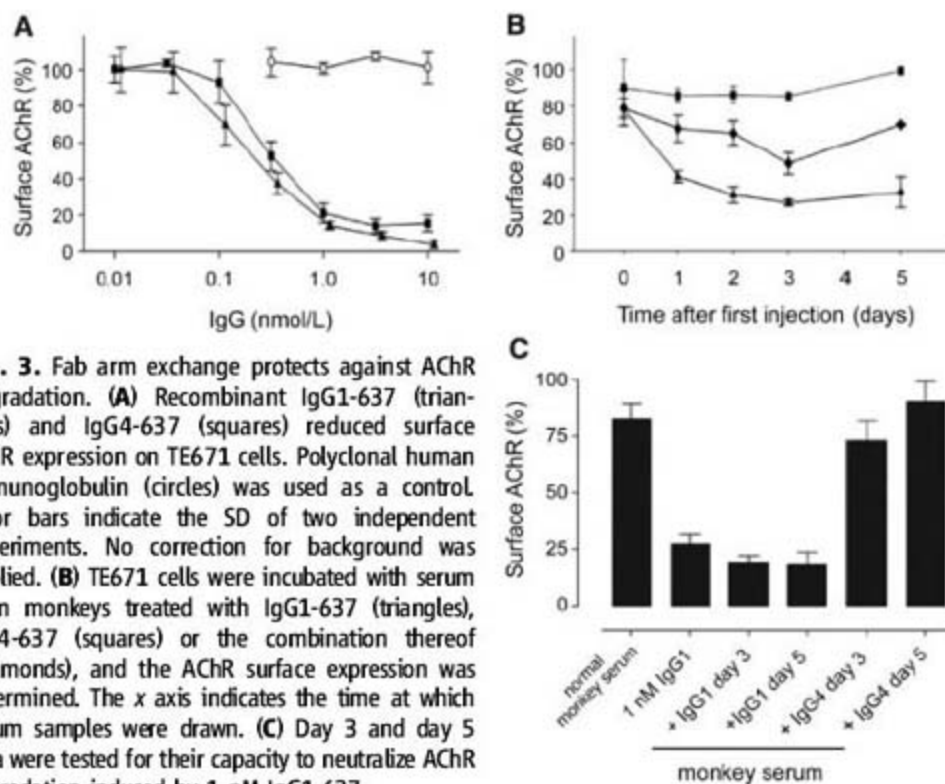 A
B
Surface AChR (%)
100
80
60
40
20
0
0.01
0.1
1.0
10
IgG (nmol/L)
Surface AChR (%)
100
80
60
40
20
0
0
1
2
3
4
5
Time after first injection (days)
. 3. Fab arm exchange protects against AChR
gradation. (A) Recombinant IgG1-637 (trian-
s) and IgG4-637 (squares) reduced surface
R expression on TE671 cells. Polyclonal human
munoglobulin (circles) was used as a control.
or bars indicate the SD of two independent
eriments. No correction for background was
lied. (B) TE671 cells were incubated with serum
n monkeys treated with IgG1-637 (triangles),
4-637 (squares) or the combination thereof
monds), and the AChR surface expression was
ermined. The x axis indicates the time at which
um samples were drawn. (C) Day 3 and day 5
a were tested for their capacity to neutralize AChR
C
Surface AChR (%)
100
75
50
25
0
normal
monkey serum
1 nM IgG1
+ IgG1 day 3
+IgG1 day 5
+ IgG4 day 3
+ IgG4 day 5
monkey serum